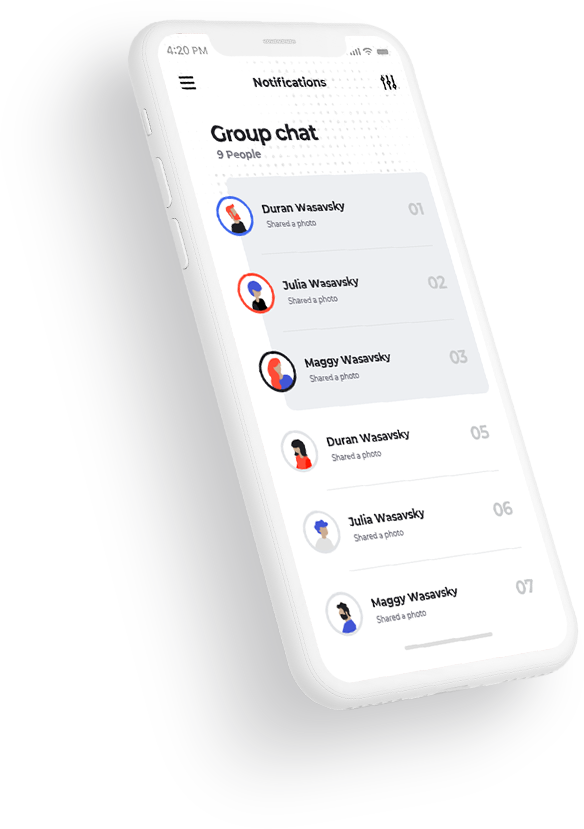 4:20 PM
Notifications
Group chat
9 People
Duran Wasavsky
Shared a photo
01
Julia Wasavsky
Shared a photo
02
Maggy Wasavsky
Shared a photo
03
Duran Wasavsky
Shared a photo
05
Julia Wasavsky
Shared a photo
06
Maggy Wasavsky
Shared a photo
07